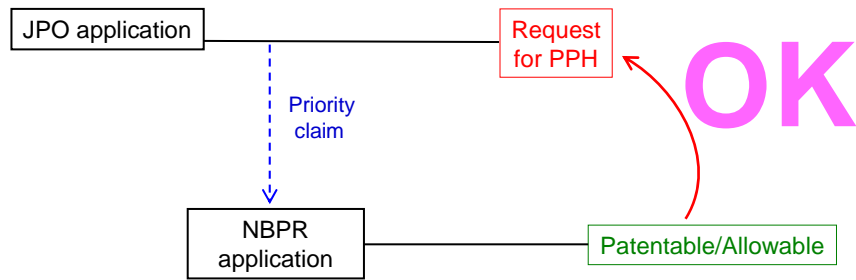 JPO application
Request
for PPH
OK
Priority
claim
NBPR
application
Patentable/Allowable